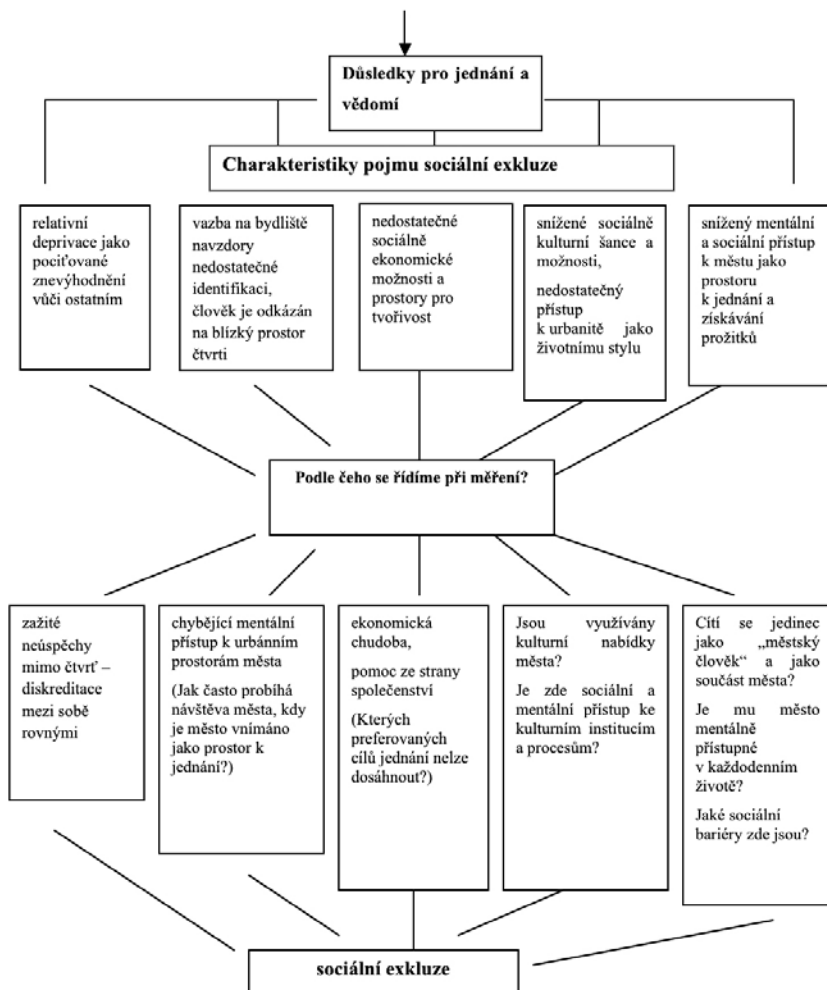 Důsledky pro jednání a
vědomí
Charakteristiky pojmu sociální exkluze
relativní
deprivace jako
pociťované
znevýhodnění
vůči ostatním
vazba na bydliště
navzdory
nedostatečné
identifikaci,
člověk je odkázán
na blízký prostor
čtvrti
nedostatečné
sociálně
ekonomické
možnosti a
prostory pro
tvořivost
snížené sociálně
kulturní šance a
možnosti,
nedostatečný
přístup
k urbanitě jako
životnímu stylu
snížený mentální
a sociální přístup
k městu jako
prostoru
k jednání a
získávání
prožitků
Podle čeho se řídíme při měření?
zažité
neúspěchy
mimo čtvrť –
diskreditace
mezi sobě
rovnými
chybějící mentální
přístup k urbánním
prostorám města
(Jak často probíhá
návštěva města, kdy
je město vnímáno
jako prostor k
jednání?)
ekonomická
chudoba,
pomoc ze strany
společenství
(Kterých
preferovaných
cílů jednání nelze
dosáhnout?)
Jsou využívány
kulturní nabídky
města?
Je zde sociální a
mentální přístup ke
kulturním institucím
a procesům?
Cítí se jedinec
jako „městský
člověk“ a jako
součást města?
Je mu město
mentálně
přístupné
v každodenním
životě?
Jaké sociální
bariéry zde jsou?
sociální exkluze